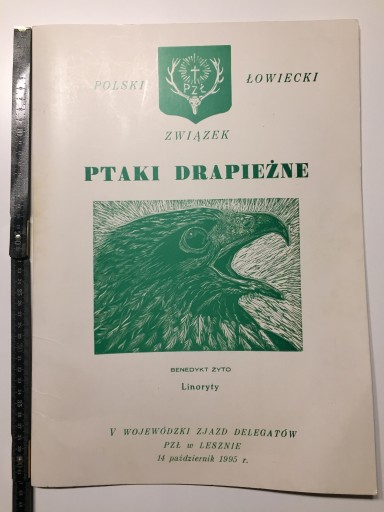 POLSKI ŁOWIECKI
PZŁ
ZWIĄZEK
PTAKI DRAPIEŻNE
BENEDYKT ŻYTO
Linoryty
V WOJEWÓDZKI ZJAZD DELEGATÓW
PZŁ w LESZNIE
14 październik 1995 r.